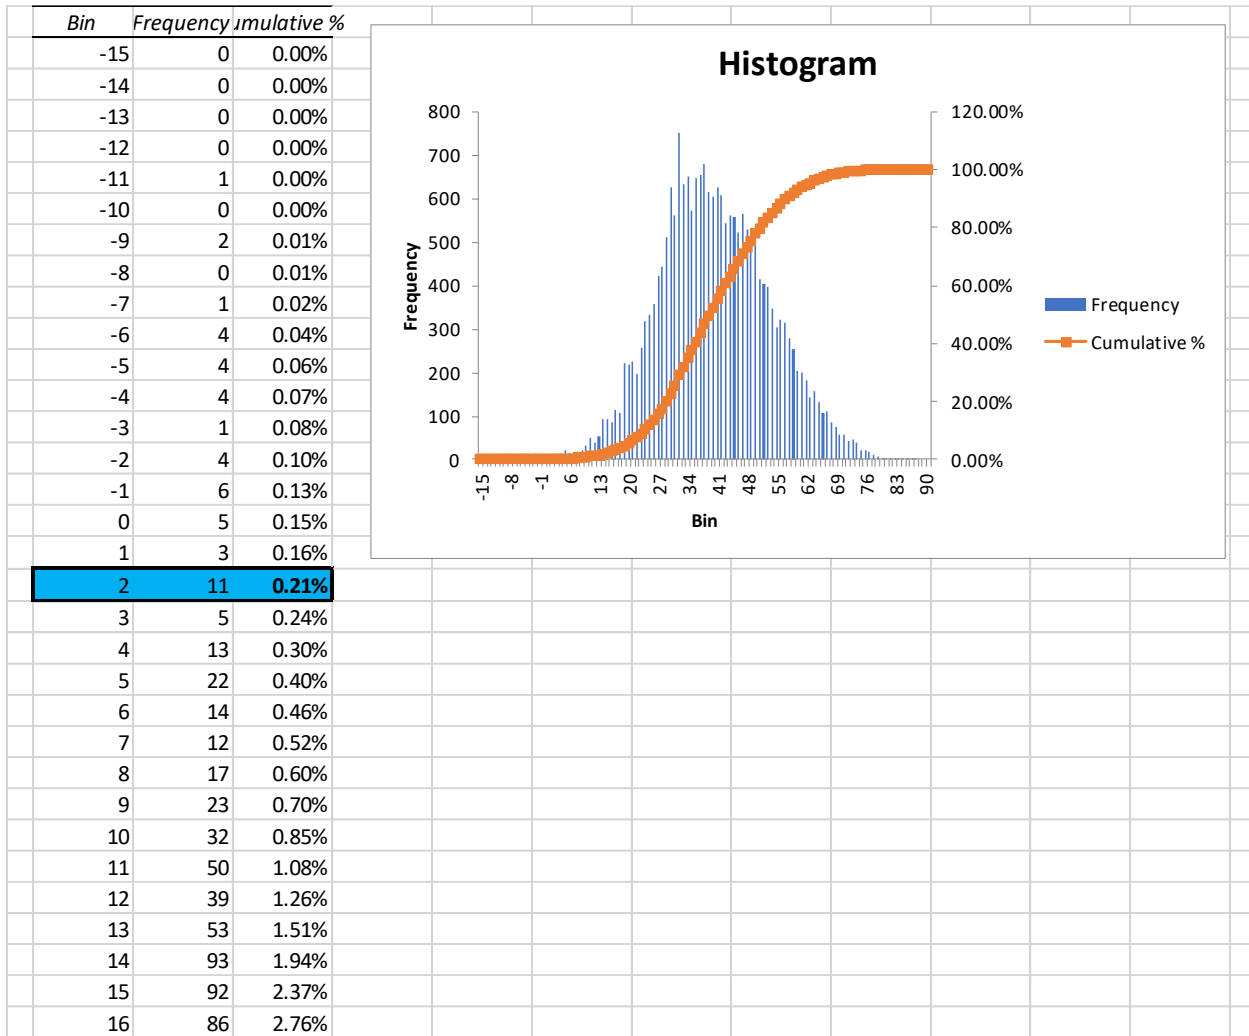 Bin Frequency umulative %
-15 0 0.00%
-14 0 0.00%
-13 0 0.00%
-12 0 0.00%
-11 1 0.00%
-10 0 0.00%
-9 2 0.01%
-8 0 0.01%
-7 1 0.02%
-6 4 0.04%
-5 4 0.06%
-4 4 0.07%
-3 1 0.08%
-2 4 0.10%
-1 6 0.13%
0 5 0.15%
1 3 0.16%
2 11 0.21%
3 5 0.24%
4 13 0.30%
5 22 0.40%
6 14 0.46%
7 12 0.52%
8 17 0.60%
9 23 0.70%
10 32 0.85%
11 50 1.08%
12 39 1.26%
13 53 1.51%
14 93 1.94%
15 92 2.37%
16 86 2.76%
Histogram
Frequency
800
700
600
500
400
300
200
100
0
120.00%
100.00%
80.00%
60.00%
40.00%
20.00%
0.00%
-15 -8 -1 6 13 20 27 34 41 48 55 62 69 76 83 90
Bin
Frequency
Cumulative %